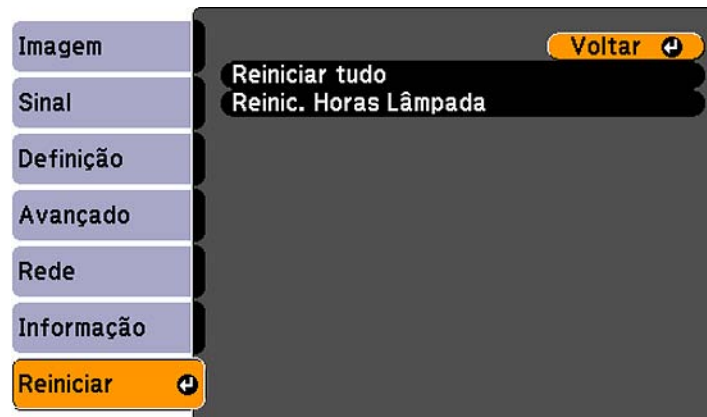 Imagem
Sinal
Definição
Avançado
Rede
Informação
Reiniciar
Voltar
Reiniciar tudo
Reinic. Horas Lâmpada